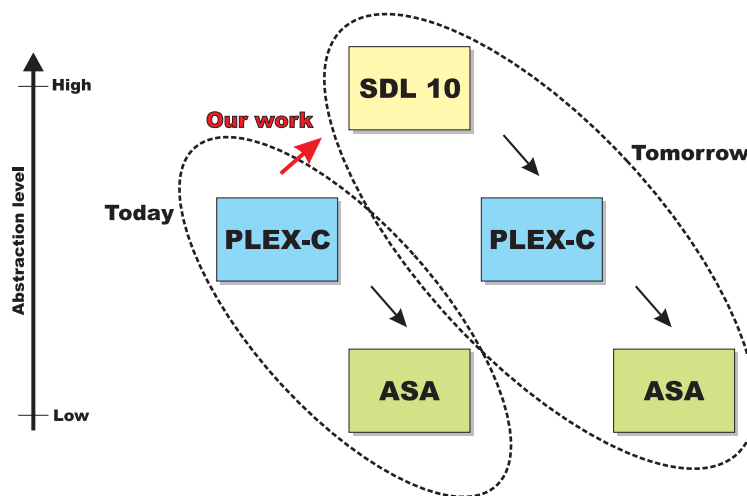 SDL 10
High
Our work
Tomorrow
Today
PLEX-C
PLEX-C
Abstraction level
ASA
ASA
Low